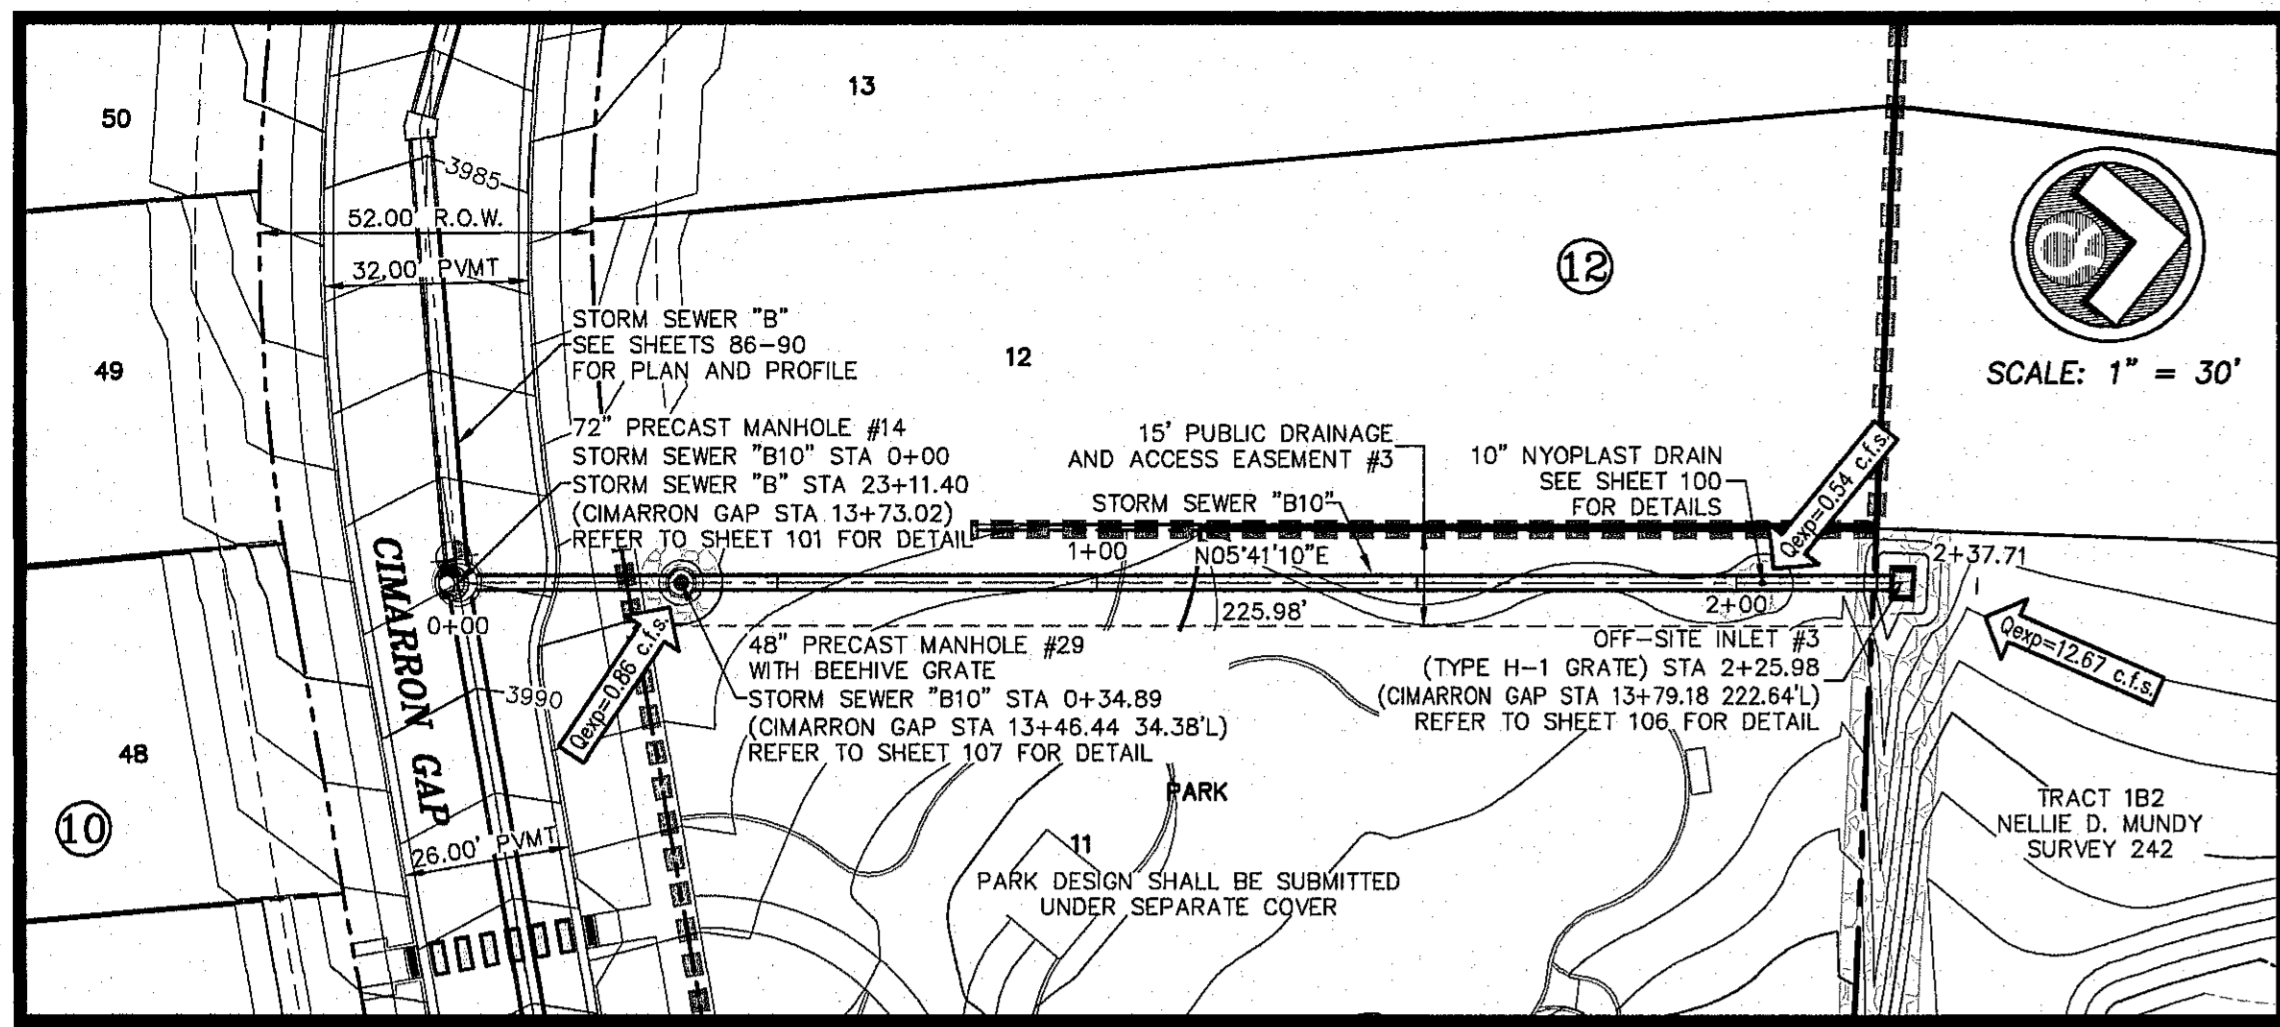 13
50
3985
52.00' R.O.W.
12
32.00' PVMT
STORM SEWER "B"
SEE SHEETS 86-90
FOR PLAN AND PROFILE
12
49
SCALE: 1" = 30'
72" PRECAST MANHOLE #14
STORM SEWER "B10" STA 0+00
STORM SEWER "B" STA 23+11.40
(CIMARRON GAP STA 13+73.02)
REFER TO SHEET 101 FOR DETAIL
15' PUBLIC DRAINAGE
AND ACCESS EASEMENT #3
STORM SEWER "B10"
10" NYOPLAST DRAIN
SEE SHEET 100
FOR DETAILS
Qexp=0.54 c.f.s.
1+00
N05°41'10"E
2+37.71
CIMARRON GAP
0+00
225.98'
2+00
Qexp=0.86 c.f.s.
48" PRECAST MANHOLE #29
WITH BEEHIVE GRATE
STORM SEWER "B10" STA 0+34.89
(CIMARRON GAP STA 13+46.44 34.38'L)
REFER TO SHEET 107 FOR DETAIL
OFF-SITE INLET #3
(TYPE H-1 GRATE) STA 2+25.98
(CIMARRON GAP STA 13+79.18 222.64'L)
REFER TO SHEET 106 FOR DETAIL
Qexp=12.67 c.f.s.
3990
48
PARK
10
26.00' PVMT
11
PARK DESIGN SHALL BE SUBMITTED
UNDER SEPARATE COVER
TRACT 1B2
NELLIE D. MUNDY
SURVEY 242